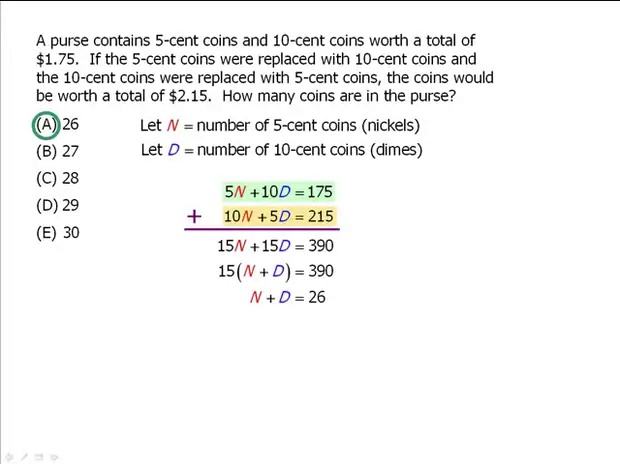 A purse contains 5-cent coins and 10-cent coins worth a total of
$1.75.  If the 5-cent coins were replaced with 10-cent coins and
the 10-cent coins were replaced with 5-cent coins, the coins would
be worth a total of $2.15.  How many coins are in the purse?
(A) 26
(B) 27
(C) 28
(D) 29
(E) 30
Let N = number of 5-cent coins (nickels)
Let D = number of 10-cent coins (dimes)
5N + 10D = 175
+ 10N + 5D = 215
15N + 15D = 390
15(N + D) = 390
N + D = 26